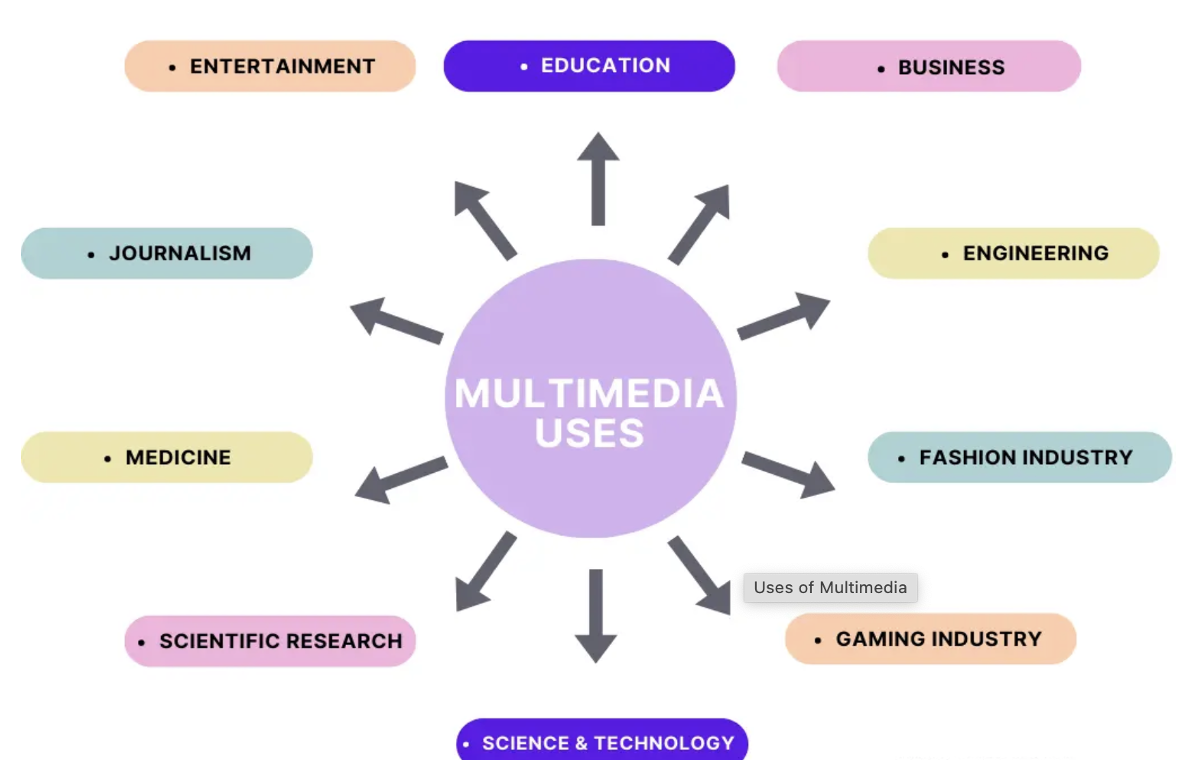 • ENTERTAINMENT
• EDUCATION
• BUSINESS
• JOURNALISM
• ENGINEERING
MULTIMEDIA
USES
• MEDICINE
• FASHION INDUSTRY
Uses of Multimedia
• SCIENTIFIC RESEARCH
• GAMING INDUSTRY
• SCIENCE & TECHNOLOGY